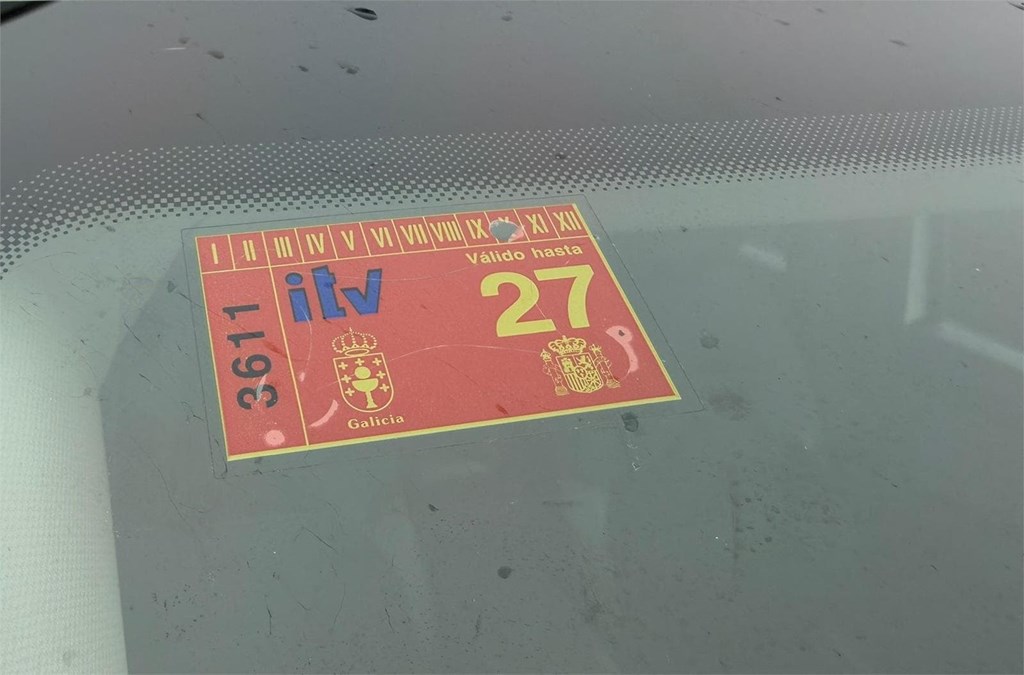 I II III IV V VI VII VIII IX X XI XII
Válido hasta
itv
27
3611
Galicia